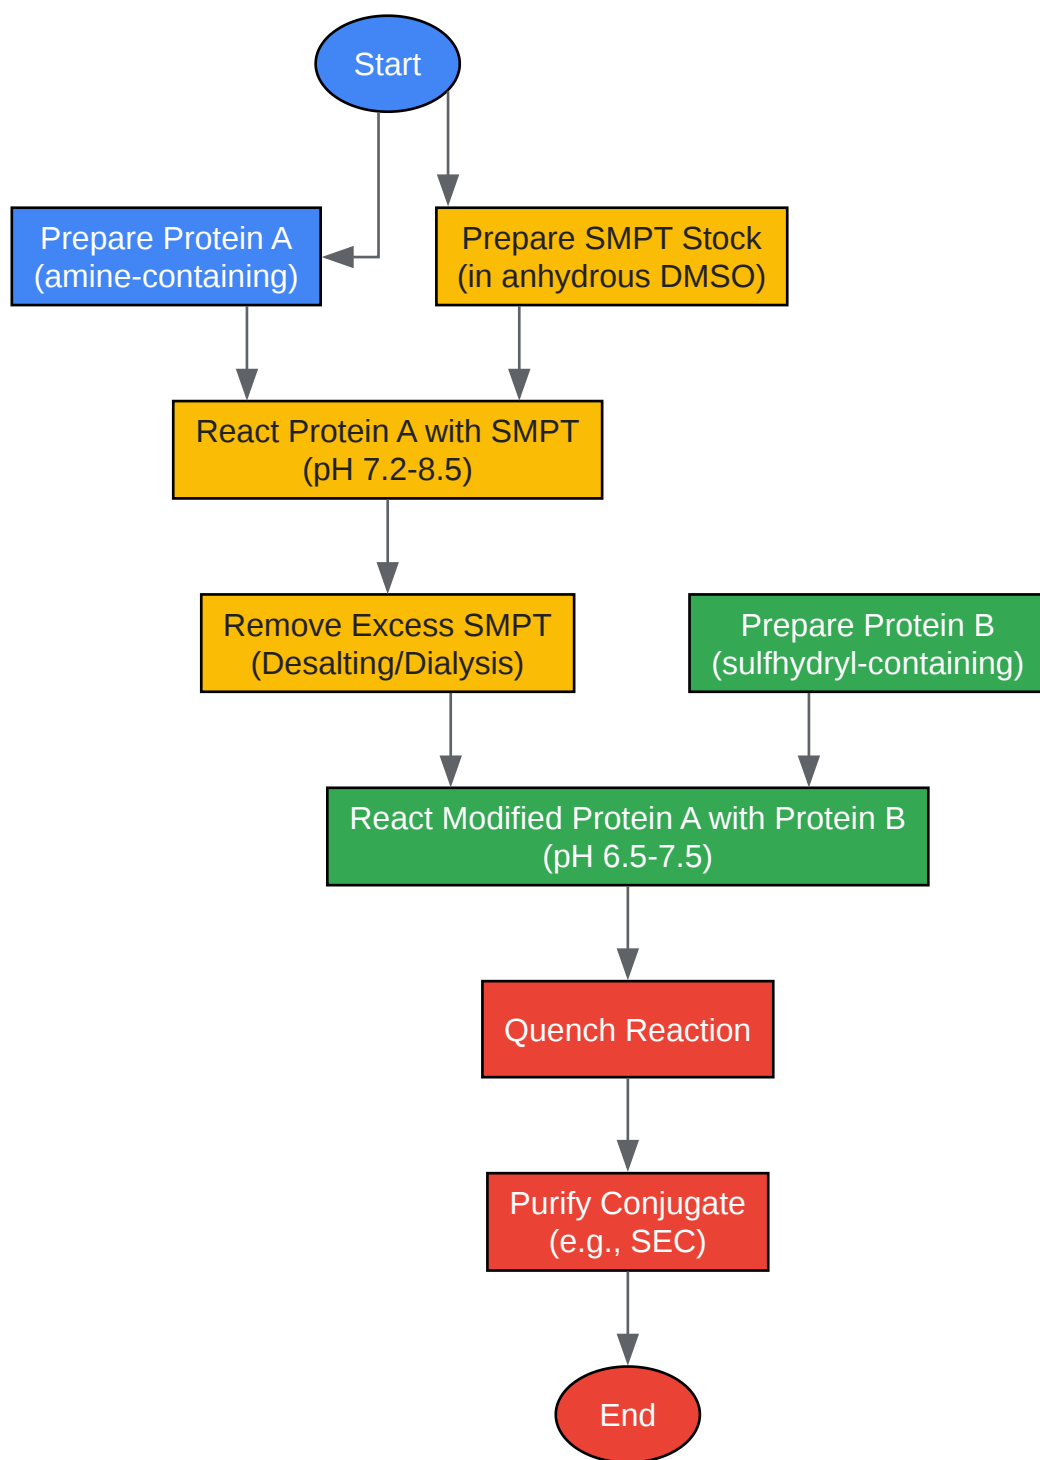 Start
Prepare Protein A
(amine-containing)
Prepare SMPT Stock
(in anhydrous DMSO)
React Protein A with SMPT
(pH 7.2-8.5)
Remove Excess SMPT
(Desalting/Dialysis)
Prepare Protein B
(sulfhydryl-containing)
React Modified Protein A with Protein B
(pH 6.5-7.5)
Quench Reaction
Purify Conjugate
(e.g., SEC)
End